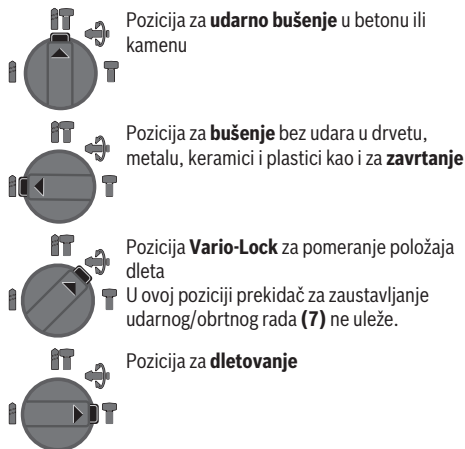 Pozicija za udarno bušenje u betonu ili
kamenu
Pozicija za bušenje bez udara u drvetu,
metalu, keramici i plastici kao i za zavrtanje
Pozicija Vario-Lock za pomeranje položaja
dleta
U ovoj poziciji prekidač za zaustavljanje
udarnog/obrtnog rada (7) ne uleže.
Pozicija za dletovanje